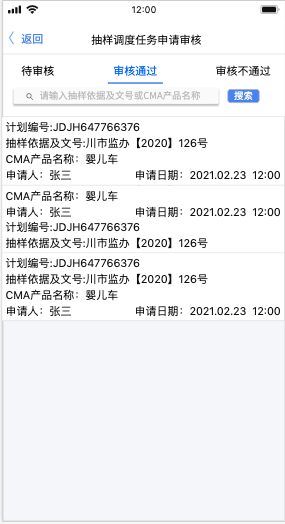 12:00
返回
抽样调度任务申请审核
待审核 审核通过 审核不通过
请输入抽样依据及文号或CMA产品名称 搜索
计划编号:JDJH647766376
抽样依据及文号:川市监办【2020】126号
CMA产品名称：婴儿车
申请人：张三 申请日期：2021.02.23 12:00
CMA产品名称：婴儿车
申请人：张三 申请日期：2021.02.23 12:00
计划编号:JDJH647766376
抽样依据及文号:川市监办【2020】126号
计划编号:JDJH647766376
抽样依据及文号:川市监办【2020】126号
CMA产品名称：婴儿车
申请人：张三 申请日期：2021.02.23 12:00